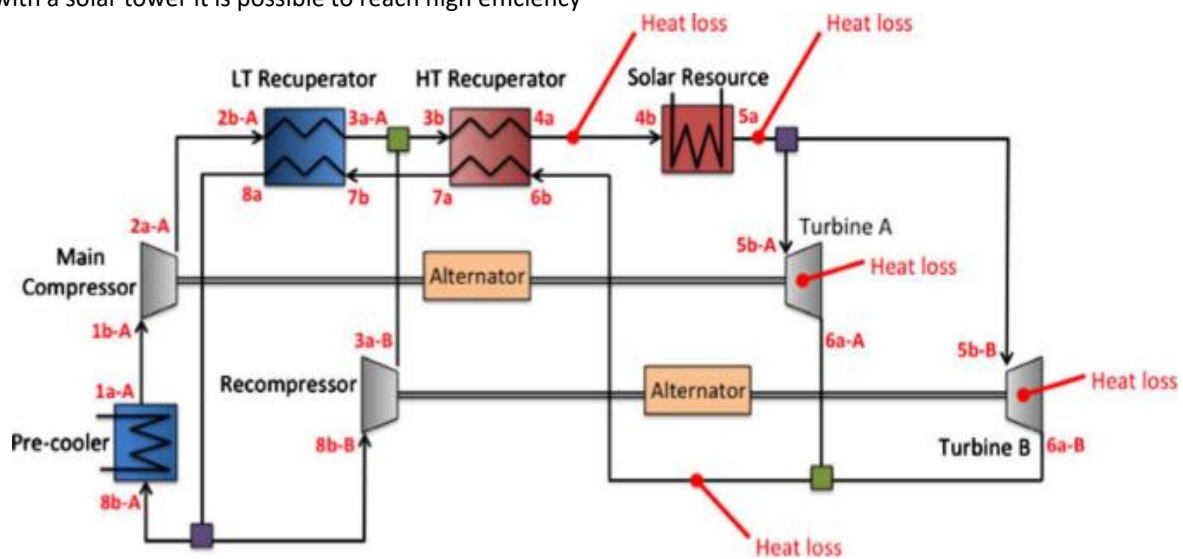 with a solar tower it is possible to reach high efficiency
Heat loss
Heat loss
LT Recuperator
HT Recuperator
Solar Resource
2b-A
3a-A
3b
4a
4b
5a
8a
7b
7a
6b
2a-A
Turbine A
5b-A
Main
Compressor
Alternator
Heat loss
1b-A
3a-B
6a-A
5b-B
Recompressor
Alternator
Heat loss
1a-A
Pre-cooler
8b-B
Turbine B
6a-B
8b-A
Heat loss